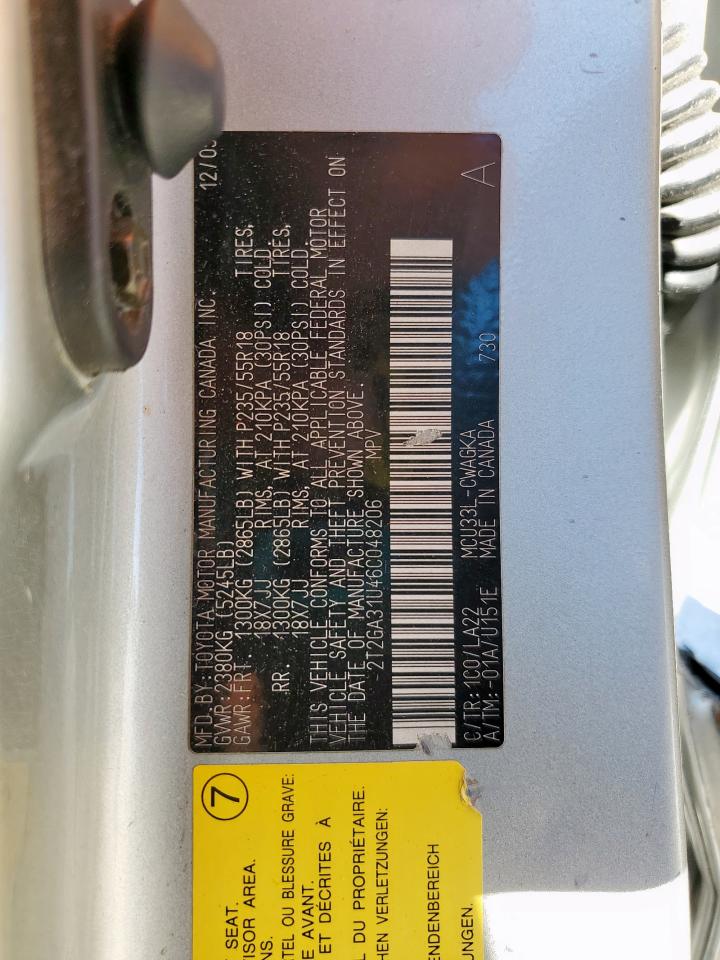 MFD.BY:TOYOTA MOTOR MANUFACTURING CANADA INC. 12/05
GVWR:2380KG (5245LB)
GAWR:FRT. 1300KG (2865LB) WITH P235/55R18 TIRES,
18X7JJ RIMS, AT 210KPA (30PSI) COLD.
RR. 1300KG (2865LB) WITH P235/55R18 TIRES,
18X7JJ RIMS, AT 210KPA (30PSI) COLD.
THIS VEHICLE CONFORMS TO ALL APPLICABLE FEDERAL MOTOR
VEHICLE SAFETY AND THEFT PREVENTION STANDARDS IN EFFECT ON
THE DATE OF MANUFACTURE SHOWN ABOVE.
2T2GA31U46C048206 MPV
C/TR:1C0/LA22 MCU33L-CWAGKA
A/TM:-01A/U151E MADE IN CANADA 730 A
7
SEAT.
ISOR AREA.
NS.
TEL OU BLESSURE GRAVE:
E AVANT.
ET DÉCRITES À
L DU PROPRIÉTAIRE.
HEN VERLETZUNGEN:
ENDENBEREICH
UNGEN.